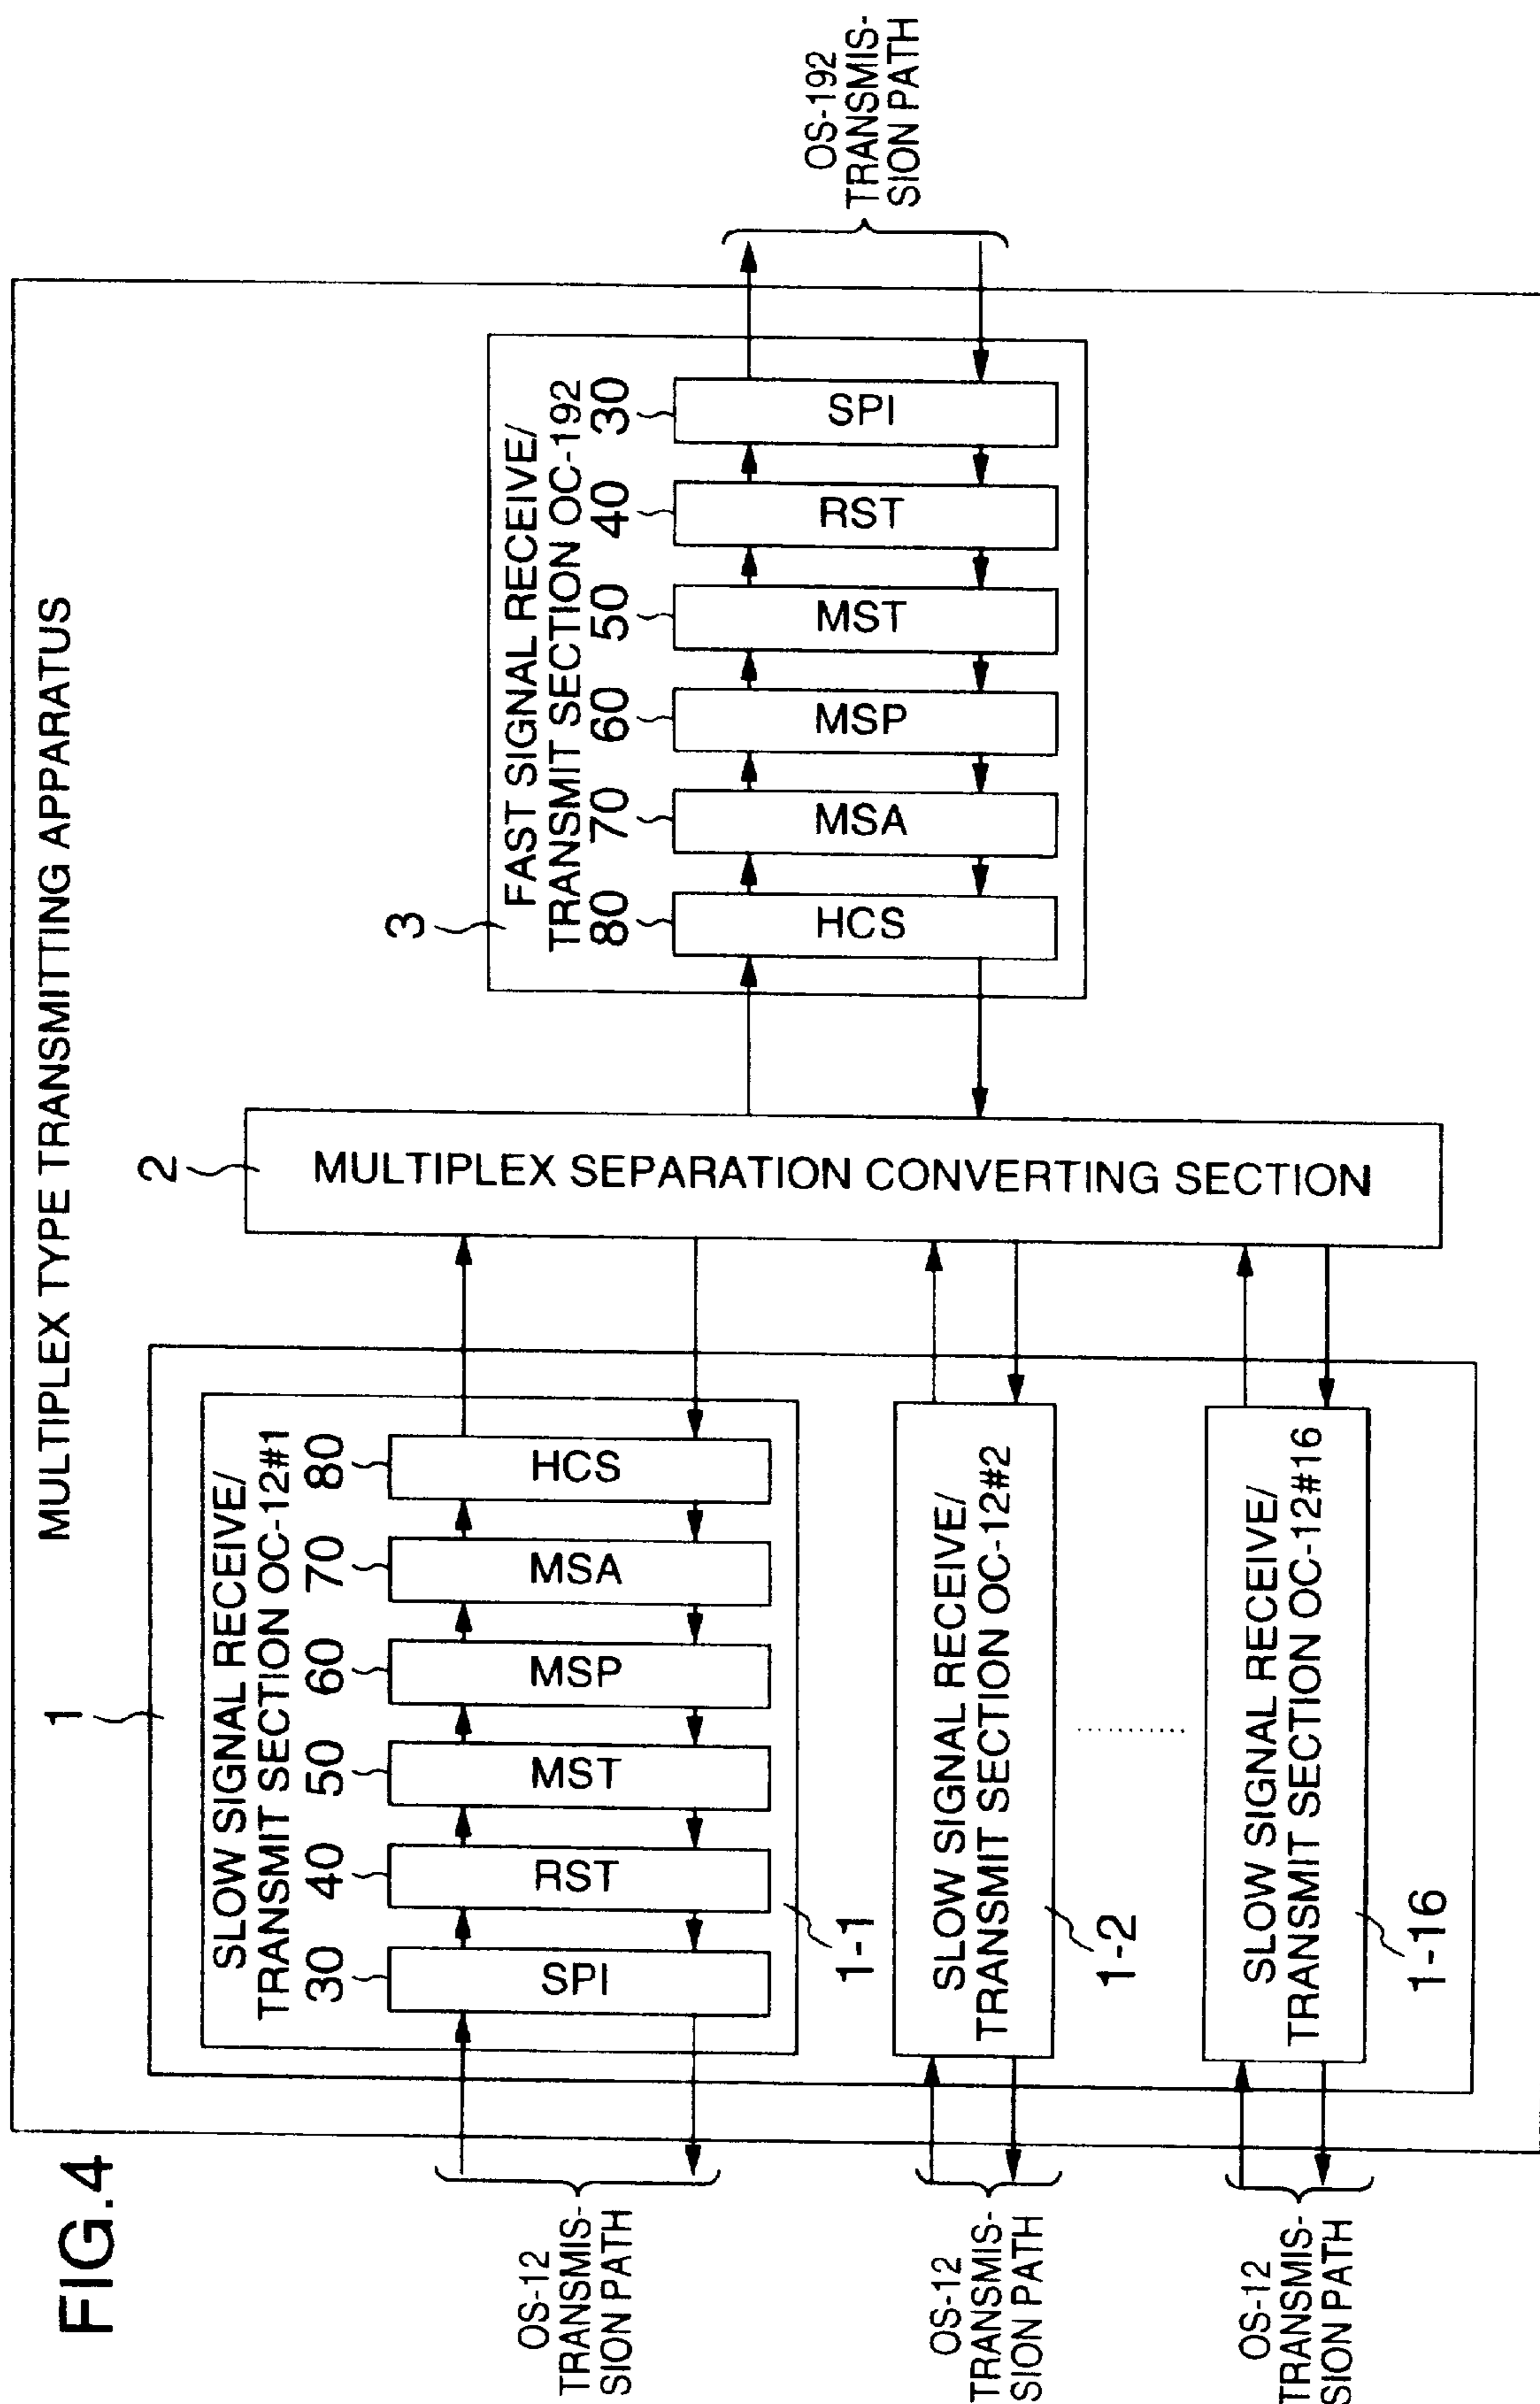 FIG.4
MULTIPLEX TYPE TRANSMITTING APPARATUS
1
SLOW SIGNAL RECEIVE/
TRANSMIT SECTION OC-12#1
30
40
50
60
70
80
SPI
RST
MST
MSP
MSA
HCS
1-1
OS-12
TRANSMIS-
SION PATH
SLOW SIGNAL RECEIVE/
TRANSMIT SECTION OC-12#2
1-2
OS-12
TRANSMIS-
SION PATH
SLOW SIGNAL RECEIVE/
TRANSMIT SECTION OC-12#16
1-16
OS-12
TRANSMIS-
SION PATH
2
MULTIPLEX SEPARATION CONVERTING SECTION
3
FAST SIGNAL RECEIVE/
TRANSMIT SECTION OC-192
80
70
60
50
40
30
HCS
MSA
MSP
MST
RST
SPI
OS-192
TRANSMIS-
SION PATH